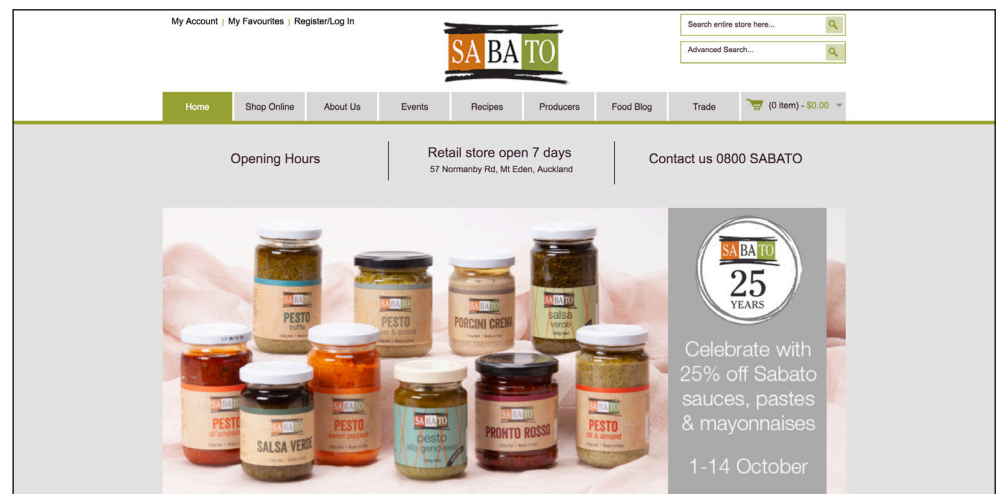 My Account | My Favourites | Register/Log In
Search entire store here...
Advanced Search...
SABATO
Home
Shop Online
About Us
Events
Recipes
Producers
Food Blog
Trade
(0 item) - $0.00
Opening Hours
Retail store open 7 days
57 Normanby Rd, Mt Eden, Auckland
Contact us 0800 SABATO
SABATO
PESTO
truffle
SABATO
PESTO
& almond
SABATO
PORCINI CREMA
SABATO
salsa
verde
SABATO
PESTO
SABATO
SALSA VERDE
SABATO
PESTO
sweet peppers
SABATO
pesto
alla genovese
SABATO
PRONTO ROSSO
SABATO
PESTO
& almond
SABATO
25
YEARS
Celebrate with
25% off Sabato
sauces, pastes
& mayonnaises
1-14 October